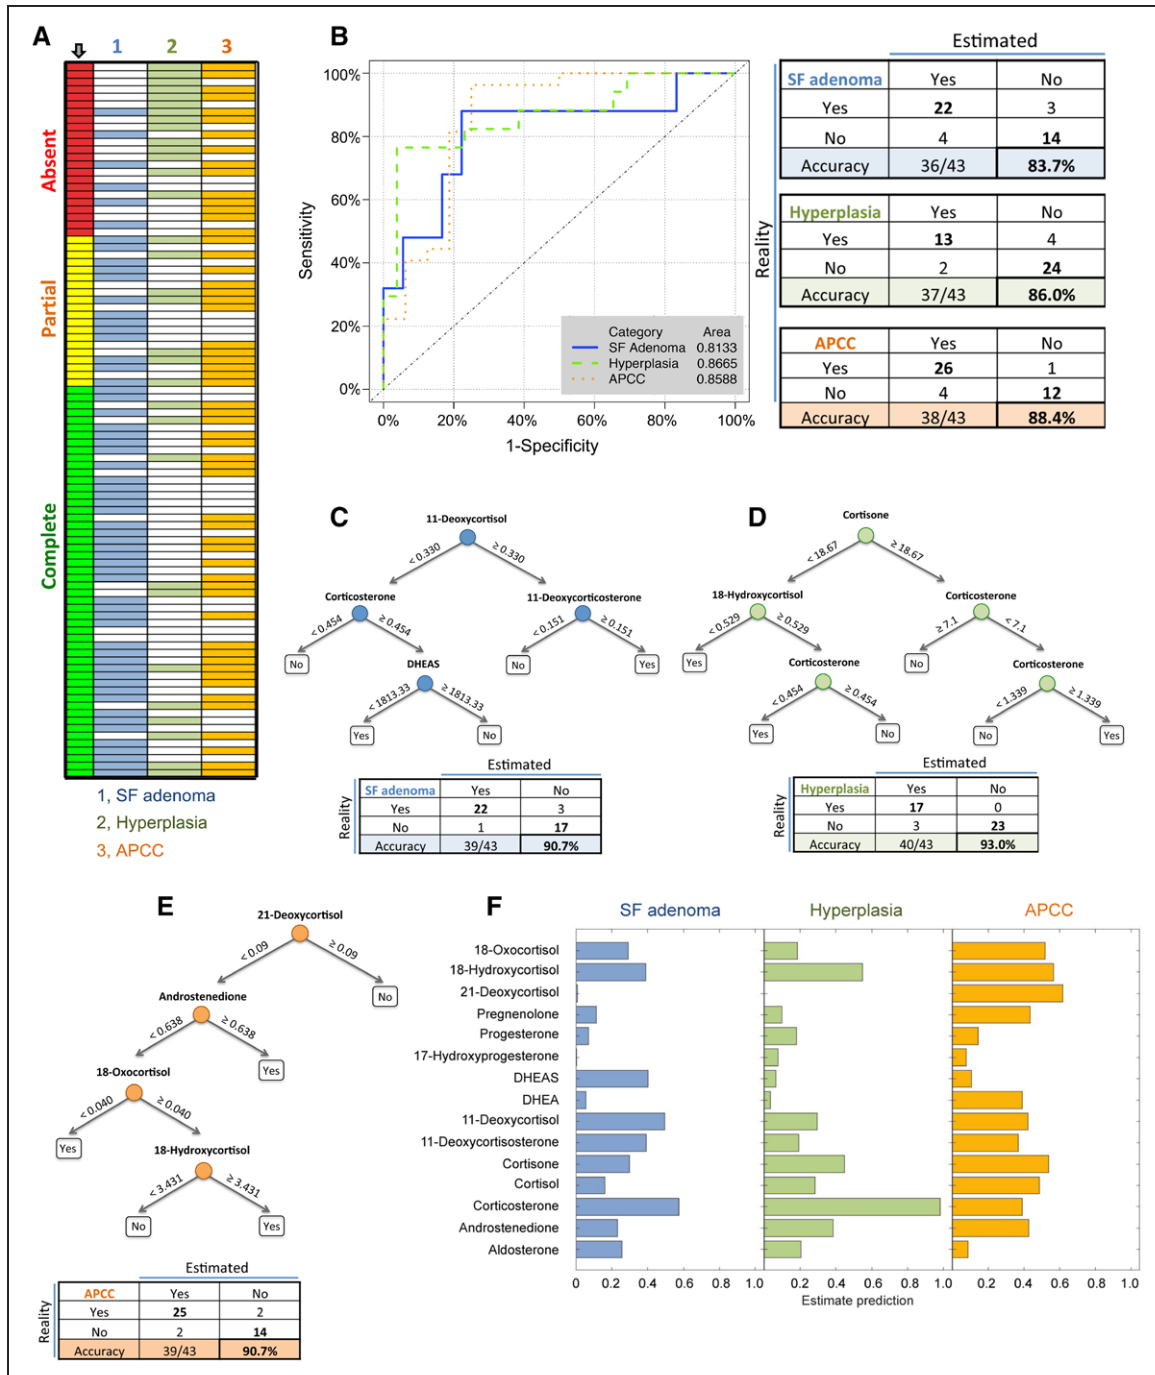 A
1 2 3
Absent
Partial
Complete
1, SF adenoma
2, Hyperplasia
3, APCC
B
100%
80%
60%
40%
20%
0%
Sensitivity
0% 20% 40% 60% 80% 100%
1-Specificity
Category Area
SF Adenoma 0.8133
Hyperplasia 0.8665
APCC 0.8588
Estimated
Reality
SF adenoma Yes No
Yes 22 3
No 4 14
Accuracy 36/43 83.7%
Hyperplasia Yes No
Yes 13 4
No 2 24
Accuracy 37/43 86.0%
APCC Yes No
Yes 26 1
No 4 12
Accuracy 38/43 88.4%
C
11-Deoxycortisol
< 0.330 ≥ 0.330
Corticosterone 11-Deoxycorticosterone
< 0.454 ≥ 0.454 < 0.151 ≥ 0.151
No DHEAS No Yes
< 1813.33 ≥ 1813.33
Yes No
Estimated
Reality
SF adenoma Yes No
Yes 22 3
No 1 17
Accuracy 39/43 90.7%
D
Cortisone
< 18.67 ≥ 18.67
18-Hydroxycortisol Corticosterone
< 0.529 ≥ 0.529 ≥ 7.1 < 7.1
Yes Corticosterone No Corticosterone
< 0.454 ≥ 0.454 < 1.339 ≥ 1.339
Yes No No Yes
Estimated
Reality
Hyperplasia Yes No
Yes 17 0
No 3 23
Accuracy 40/43 93.0%
E
21-Deoxycortisol
< 0.09 ≥ 0.09
Androstenedione No
< 0.638 ≥ 0.638
18-Oxocortisol Yes
< 0.040 ≥ 0.040
Yes 18-Hydroxycortisol
< 3.431 ≥ 3.431
No Yes
Estimated
Reality
APCC Yes No
Yes 25 2
No 2 14
Accuracy 39/43 90.7%
F
SF adenoma Hyperplasia APCC
18-Oxocortisol
18-Hydroxycortisol
21-Deoxycortisol
Pregnenolone
Progesterone
17-Hydroxyprogesterone
DHEAS
DHEA
11-Deoxycortisol
11-Deoxycortisosterone
Cortisone
Cortisol
Corticosterone
Androstenedione
Aldosterone
0 0.2 0.4 0.6 0.8 1.0 0.2 0.4 0.6 0.8 1.0 0.2 0.4 0.6 0.8 1.0
Estimate prediction